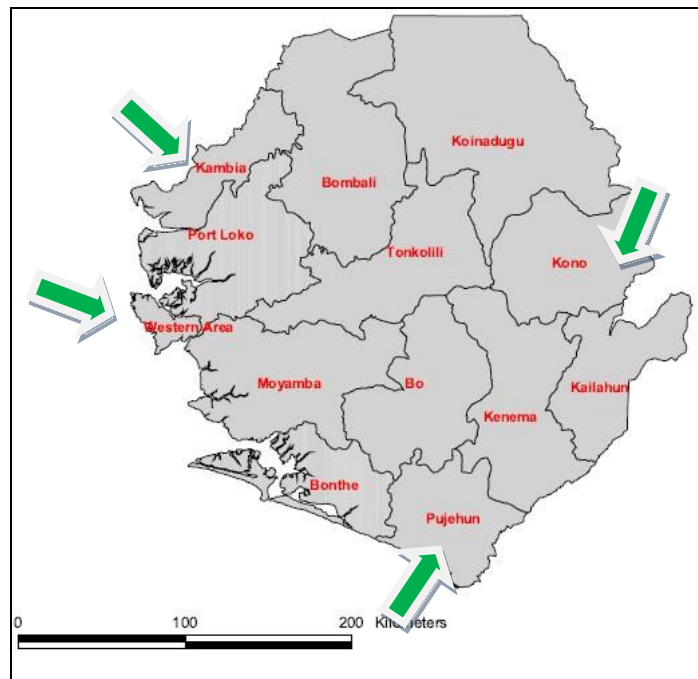 Koinadugu
Kambia
Bombali
Port Loko
Tonkolili
Kono
Western Area
Moyamba
Bo
Kailahun
Kenema
Bonthe
Pujehun
0 100 200 Kilometers